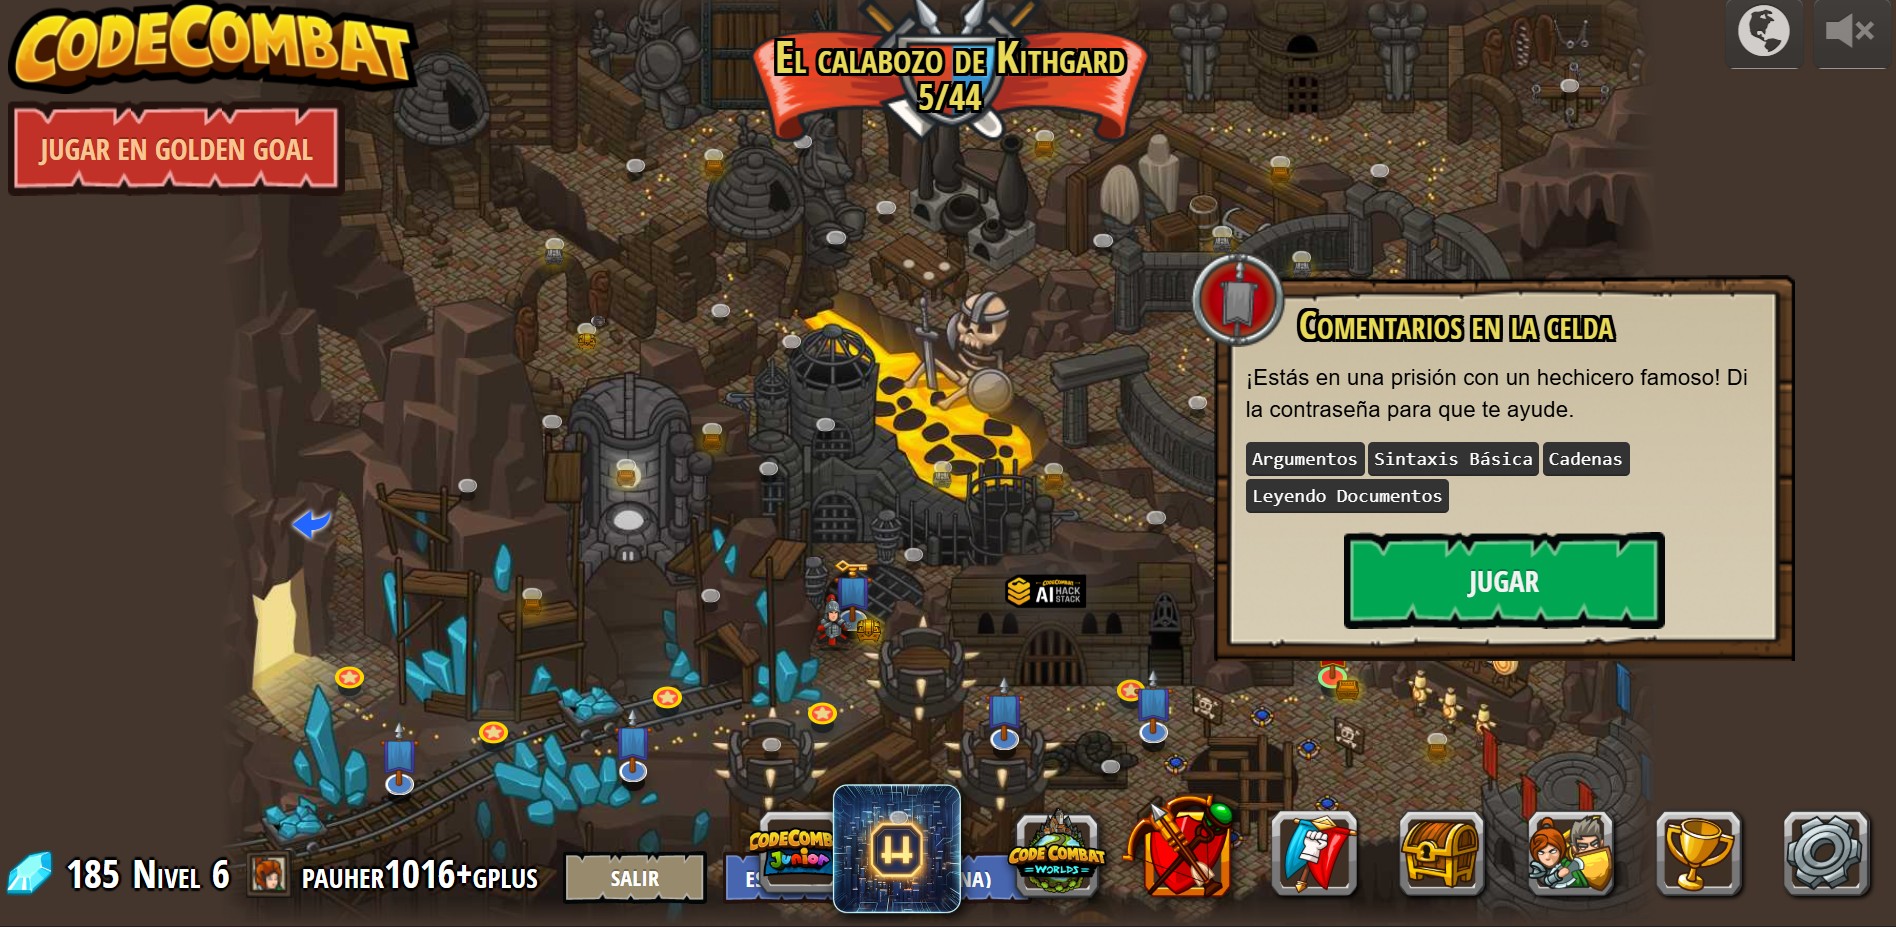 CODECOMBAT
JUGAR EN GOLDEN GOAL
El calabozo de Kithgard
5/44
Comentarios en la celda
¡Estás en una prisión con un hechicero famoso! Di
la contraseña para que te ayude.
Argumentos Sintaxis Básica Cadenas
Leyendo Documentos
JUGAR
CODECOMBAT
AI HACK
STACK
185 Nivel 6
pauher1016+gplus
SALIR
CODECOMBAT
JUNIOR
CODE COMBAT
WORLDS